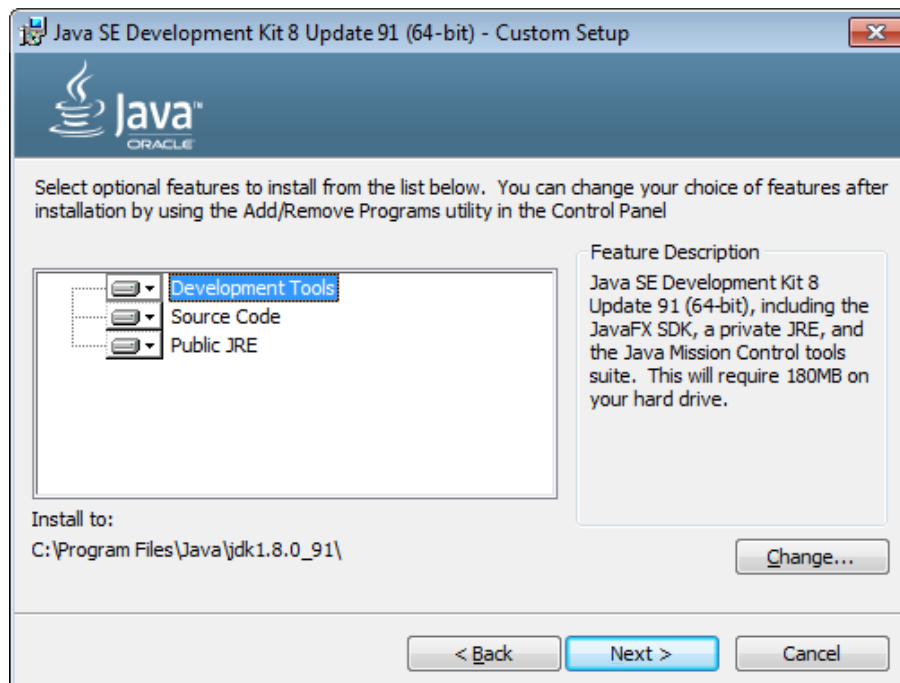 Java SE Development Kit 8 Update 91 (64-bit) - Custom Setup
Java™
ORACLE
Select optional features to install from the list below. You can change your choice of features after
installation by using the Add/Remove Programs utility in the Control Panel
Development Tools
Source Code
Public JRE
Feature Description
Java SE Development Kit 8
Update 91 (64-bit), including the
JavaFX SDK, a private JRE, and
the Java Mission Control tools
suite. This will require 180MB on
your hard drive.
Install to:
C:\Program Files\Java\jdk1.8.0_91\
Change...
< Back
Next >
Cancel